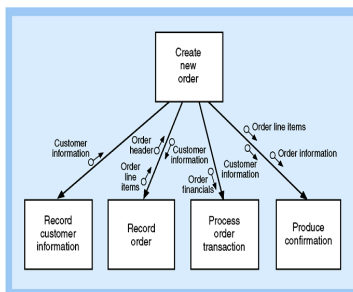 Create
new
order
Order line items
Order
header
Customer
information
Customer
information
Order information
Order
line
items
Customer
information
Order
financials
Record
customer
information
Record
order
Process
order
transaction
Produce
confirmation